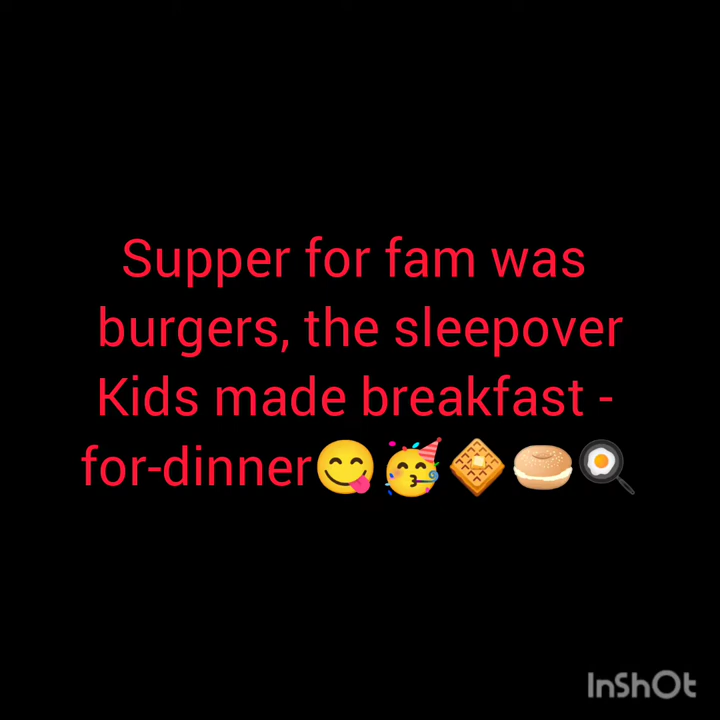 Supper for fam was
burgers, the sleepover
Kids made breakfast -
for-dinner😋🥳🧇🥯🍳
InShOt